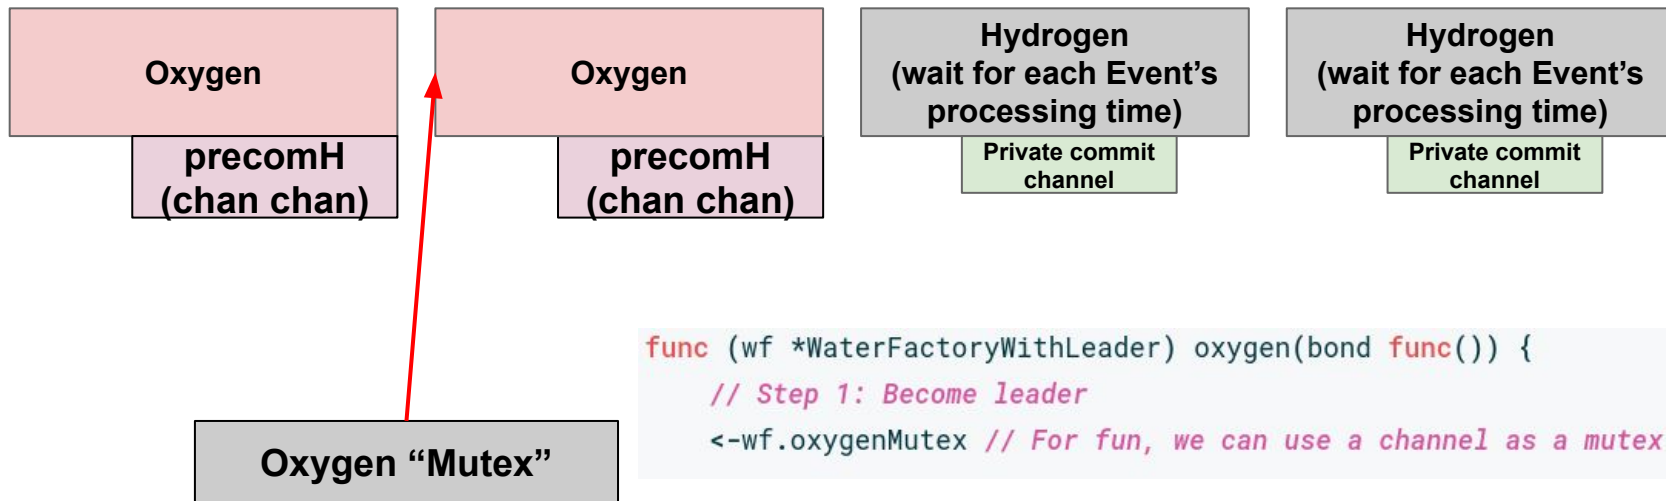 Oxygen
precomH
(chan chan)
Oxygen
precomH
(chan chan)
Hydrogen
(wait for each Event’s
processing time)
Private commit
channel
Hydrogen
(wait for each Event’s
processing time)
Private commit
channel
func (wf *WaterFactoryWithLeader) oxygen(bond func()) {
// Step 1: Become leader
<-wf.oxygenMutex // For fun, we can use a channel as a mutex
Oxygen “Mutex”